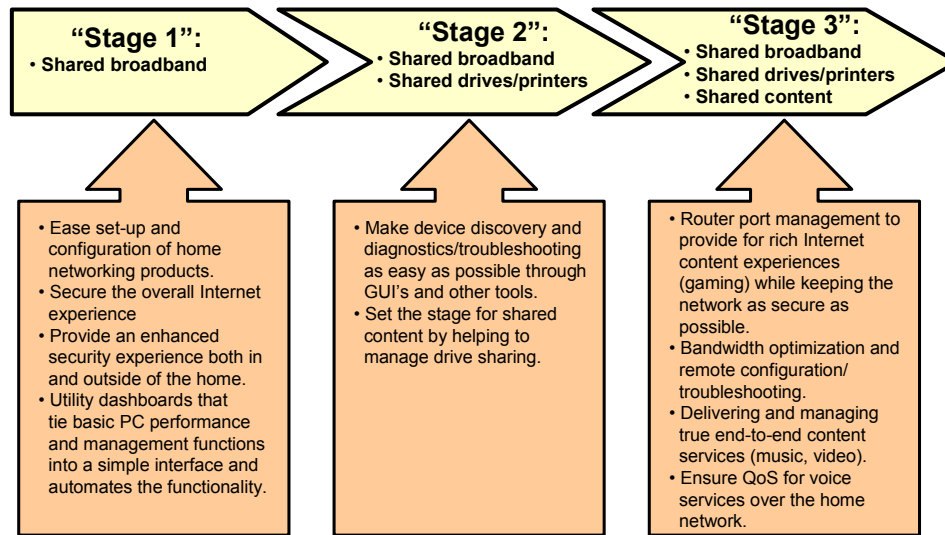 “Stage 1”:
• Shared broadband
“Stage 2”:
• Shared broadband
• Shared drives/printers
“Stage 3”:
• Shared broadband
• Shared drives/printers
• Shared content
• Ease set-up and
configuration of home
networking products.
• Secure the overall Internet
experience
• Provide an enhanced
security experience both in
and outside of the home.
• Utility dashboards that
tie basic PC performance
and management functions
into a simple interface and
automates the functionality.
• Make device discovery and
diagnostics/troubleshooting
as easy as possible through
GUI’s and other tools.
• Set the stage for shared
content by helping to
manage drive sharing.
• Router port management to
provide for rich Internet
content experiences
(gaming) while keeping the
network as secure as
possible.
• Bandwidth optimization and
remote configuration/
troubleshooting.
• Delivering and managing
true end-to-end content
services (music, video).
• Ensure QoS for voice
services over the home
network.